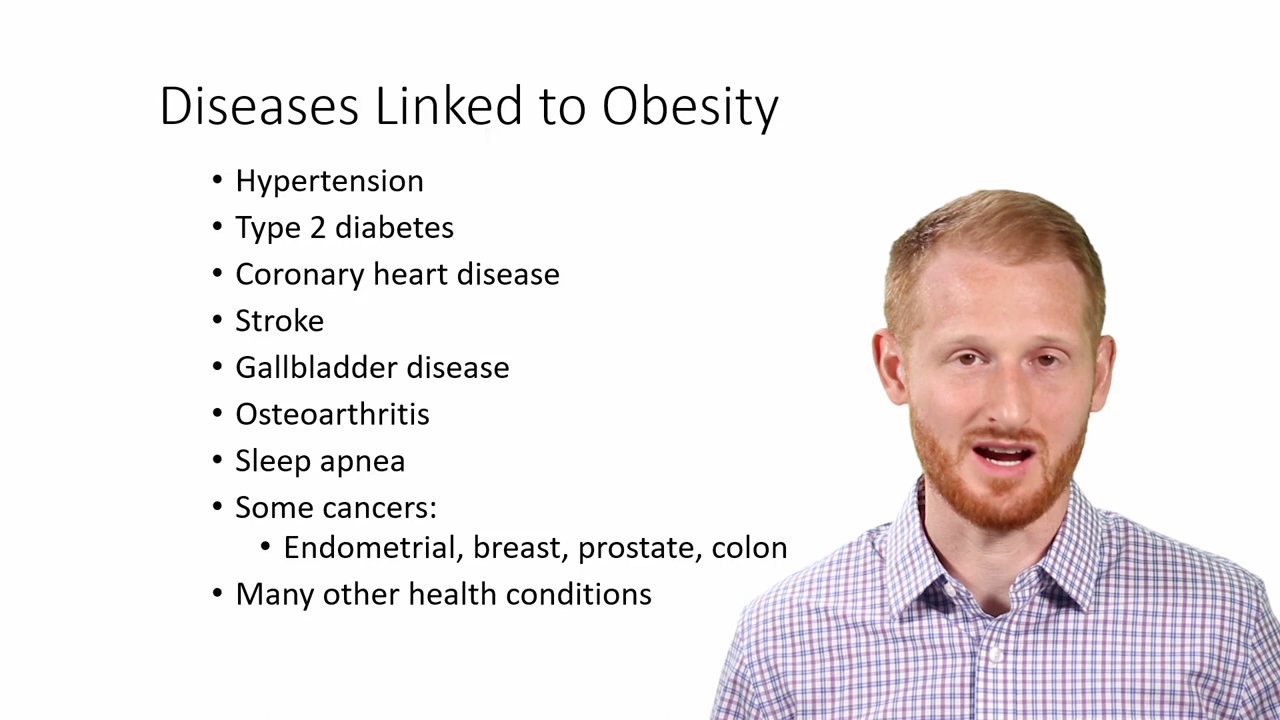 Diseases Linked to Obesity
• Hypertension
• Type 2 diabetes
• Coronary heart disease
• Stroke
• Gallbladder disease
• Osteoarthritis
• Sleep apnea
• Some cancers:
• Endometrial, breast, prostate, colon
• Many other health conditions